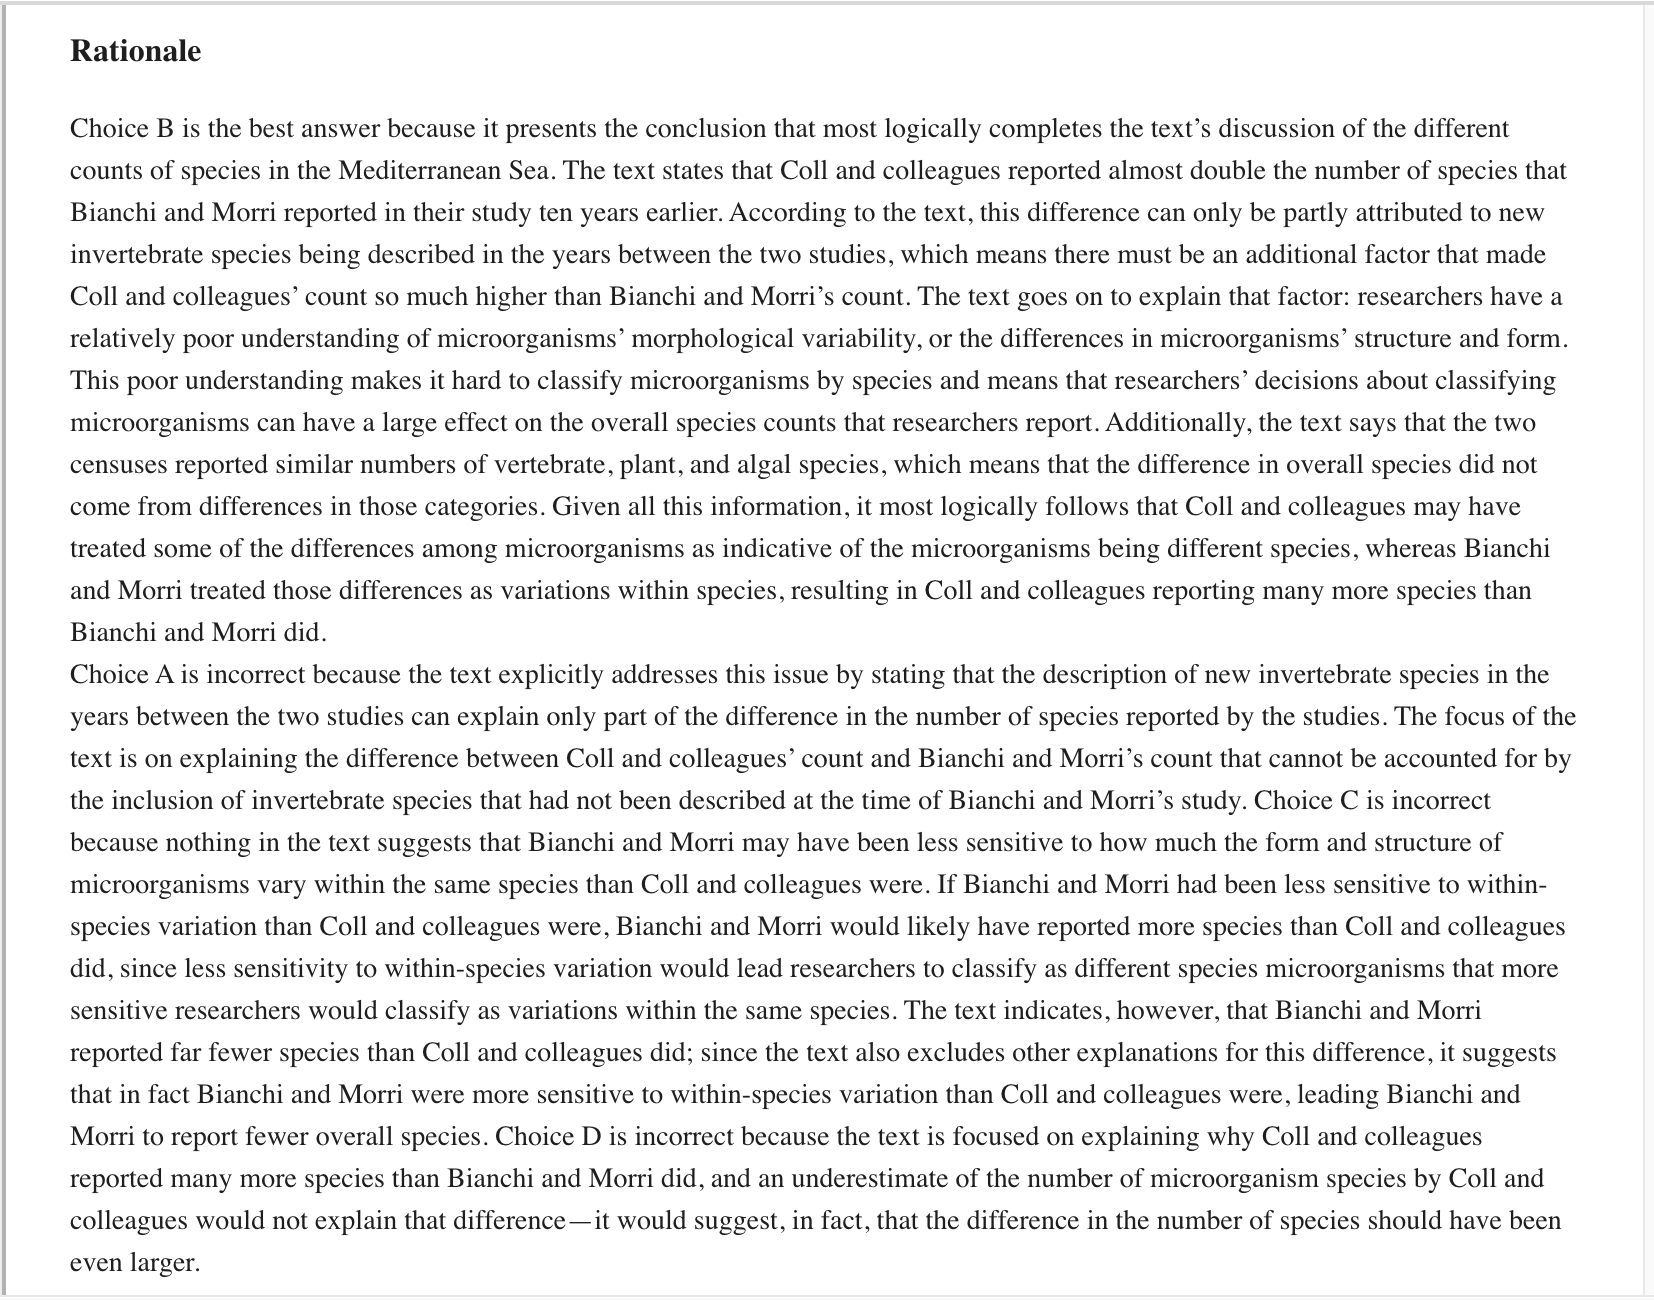 Rationale
Choice B is the best answer because it presents the conclusion that most logically completes the text’s discussion of the different
counts of species in the Mediterranean Sea. The text states that Coll and colleagues reported almost double the number of species that
Bianchi and Morri reported in their study ten years earlier. According to the text, this difference can only be partly attributed to new
invertebrate species being described in the years between the two studies, which means there must be an additional factor that made
Coll and colleagues’ count so much higher than Bianchi and Morri’s count. The text goes on to explain that factor: researchers have a
relatively poor understanding of microorganisms’ morphological variability, or the differences in microorganisms’ structure and form.
This poor understanding makes it hard to classify microorganisms by species and means that researchers’ decisions about classifying
microorganisms can have a large effect on the overall species counts that researchers report. Additionally, the text says that the two
censuses reported similar numbers of vertebrate, plant, and algal species, which means that the difference in overall species did not
come from differences in those categories. Given all this information, it most logically follows that Coll and colleagues may have
treated some of the differences among microorganisms as indicative of the microorganisms being different species, whereas Bianchi
and Morri treated those differences as variations within species, resulting in Coll and colleagues reporting many more species than
Bianchi and Morri did.
Choice A is incorrect because the text explicitly addresses this issue by stating that the description of new invertebrate species in the
years between the two studies can explain only part of the difference in the number of species reported by the studies. The focus of the
text is on explaining the difference between Coll and colleagues’ count and Bianchi and Morri’s count that cannot be accounted for by
the inclusion of invertebrate species that had not been described at the time of Bianchi and Morri’s study. Choice C is incorrect
because nothing in the text suggests that Bianchi and Morri may have been less sensitive to how much the form and structure of
microorganisms vary within the same species than Coll and colleagues were. If Bianchi and Morri had been less sensitive to within-
species variation than Coll and colleagues were, Bianchi and Morri would likely have reported more species than Coll and colleagues
did, since less sensitivity to within-species variation would lead researchers to classify as different species microorganisms that more
sensitive researchers would classify as variations within the same species. The text indicates, however, that Bianchi and Morri
reported far fewer species than Coll and colleagues did; since the text also excludes other explanations for this difference, it suggests
that in fact Bianchi and Morri were more sensitive to within-species variation than Coll and colleagues were, leading Bianchi and
Morri to report fewer overall species. Choice D is incorrect because the text is focused on explaining why Coll and colleagues
reported many more species than Bianchi and Morri did, and an underestimate of the number of microorganism species by Coll and
colleagues would not explain that difference—it would suggest, in fact, that the difference in the number of species should have been
even larger.